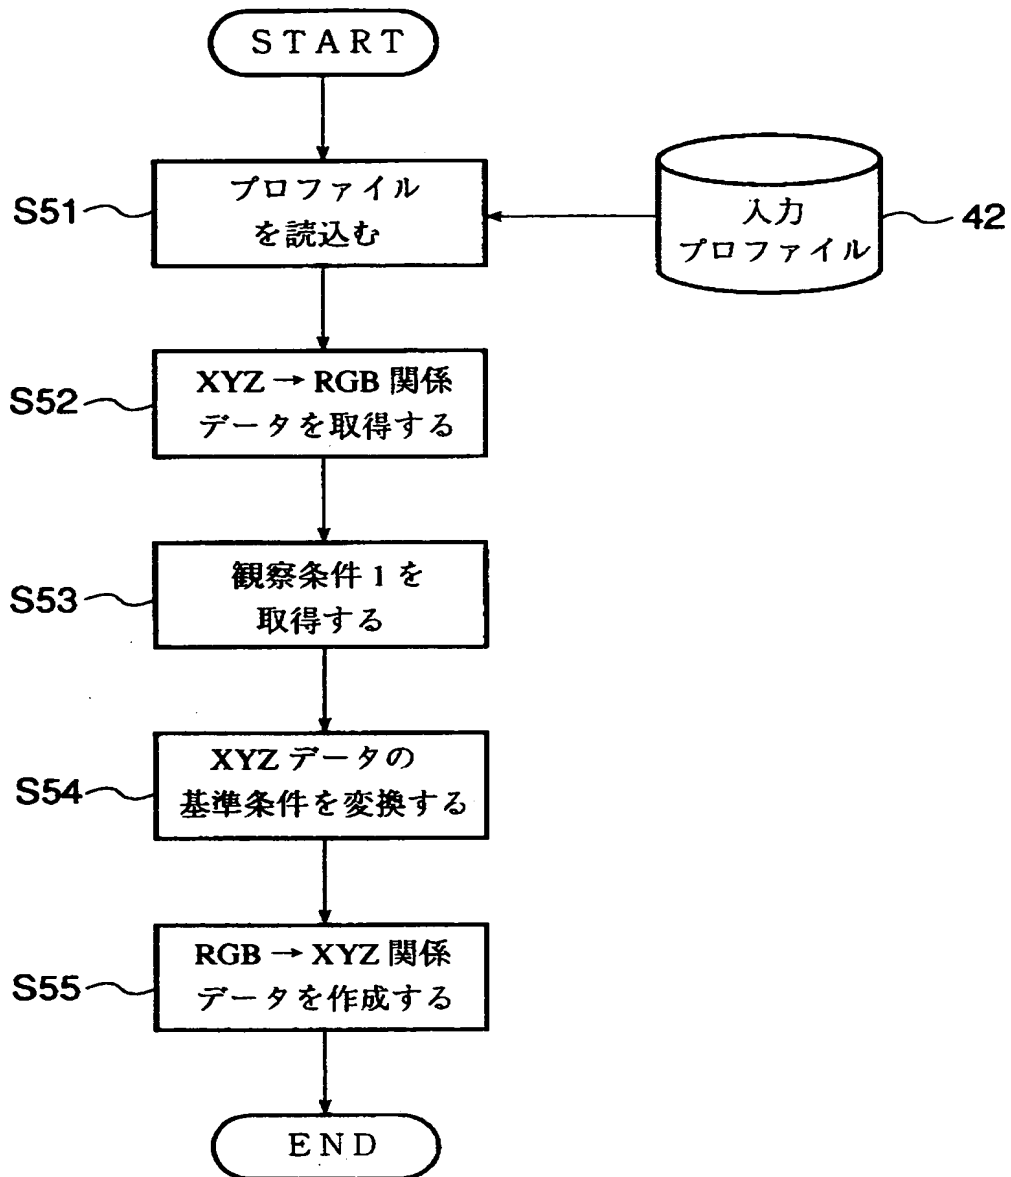 START
S51
プロファイル
を読込む
入力
プロファイル
42
S52
XYZ → RGB 関係
データを取得する
S53
観察条件 1 を
取得する
S54
XYZ データの
基準条件を変換する
S55
RGB → XYZ 関係
データを作成する
END